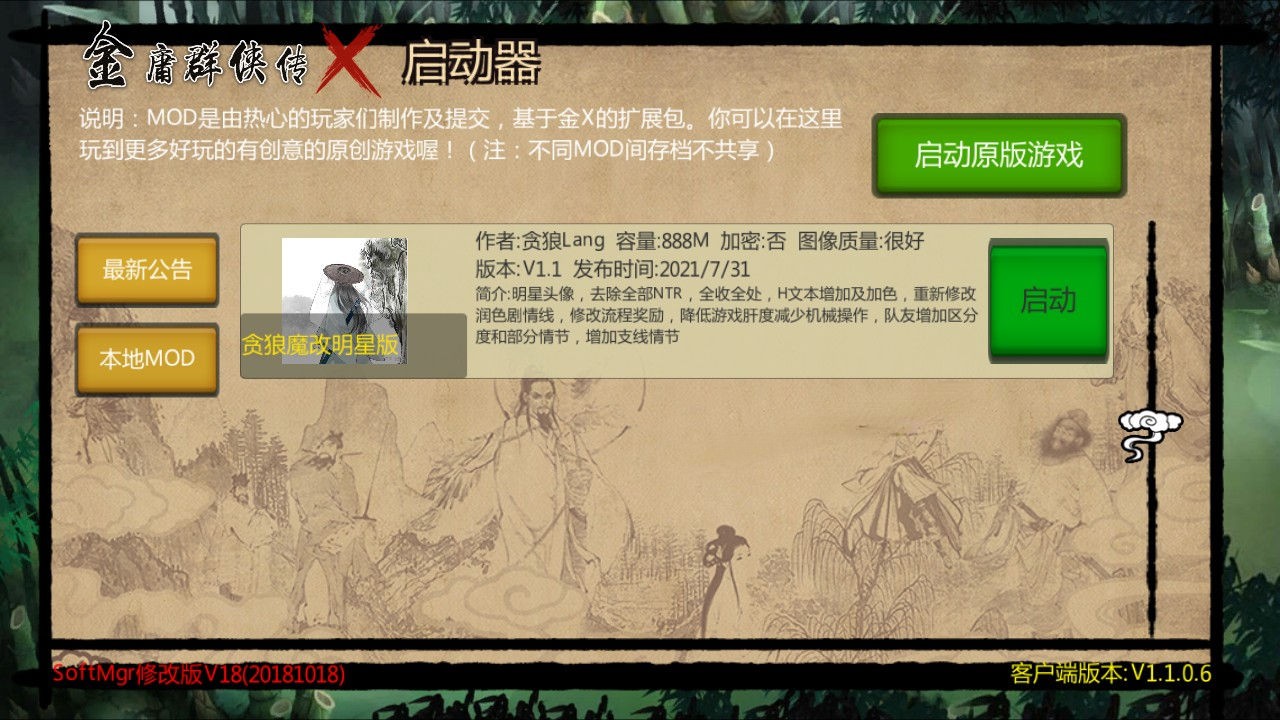 金庸群侠传X 启动器
说明：MOD是由热心的玩家们制作及提交，基于金X的扩展包。你可以在这里
玩到更多好玩的有创意的原创游戏喔！（注：不同MOD间存档不共享）
启动原版游戏
最新公告
本地MOD
贪狼魔改明星版
作者:贪狼Lang 容量:888M 加密:否 图像质量:很好
版本:V1.1 发布时间:2021/7/31
简介:明星头像，去除全部NTR，全收全处，H文本增加及加色，重新修改
润色剧情线，修改流程奖励，降低游戏肝度减少机械操作，队友增加区分
度和部分情节，增加支线情节
启动
SoftMgr修改版V18(20181018)
客户端版本:V1.1.0.6